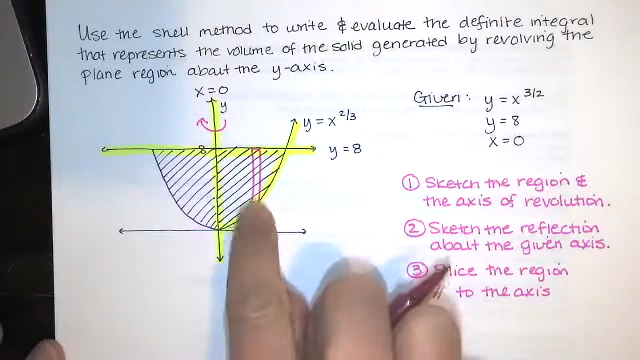 Use the shell method to write & evaluate the definite integral
that represents the volume of the solid generated by revolving the
plane region about the y-axis.
x=0
y
y = x^2/3
8
y=8
Given: y = x^3/2
y = 8
x = 0
① Sketch the region &
the axis of revolution.
② Sketch the reflection
about the given axis.
③ Slice the region
// to the axis